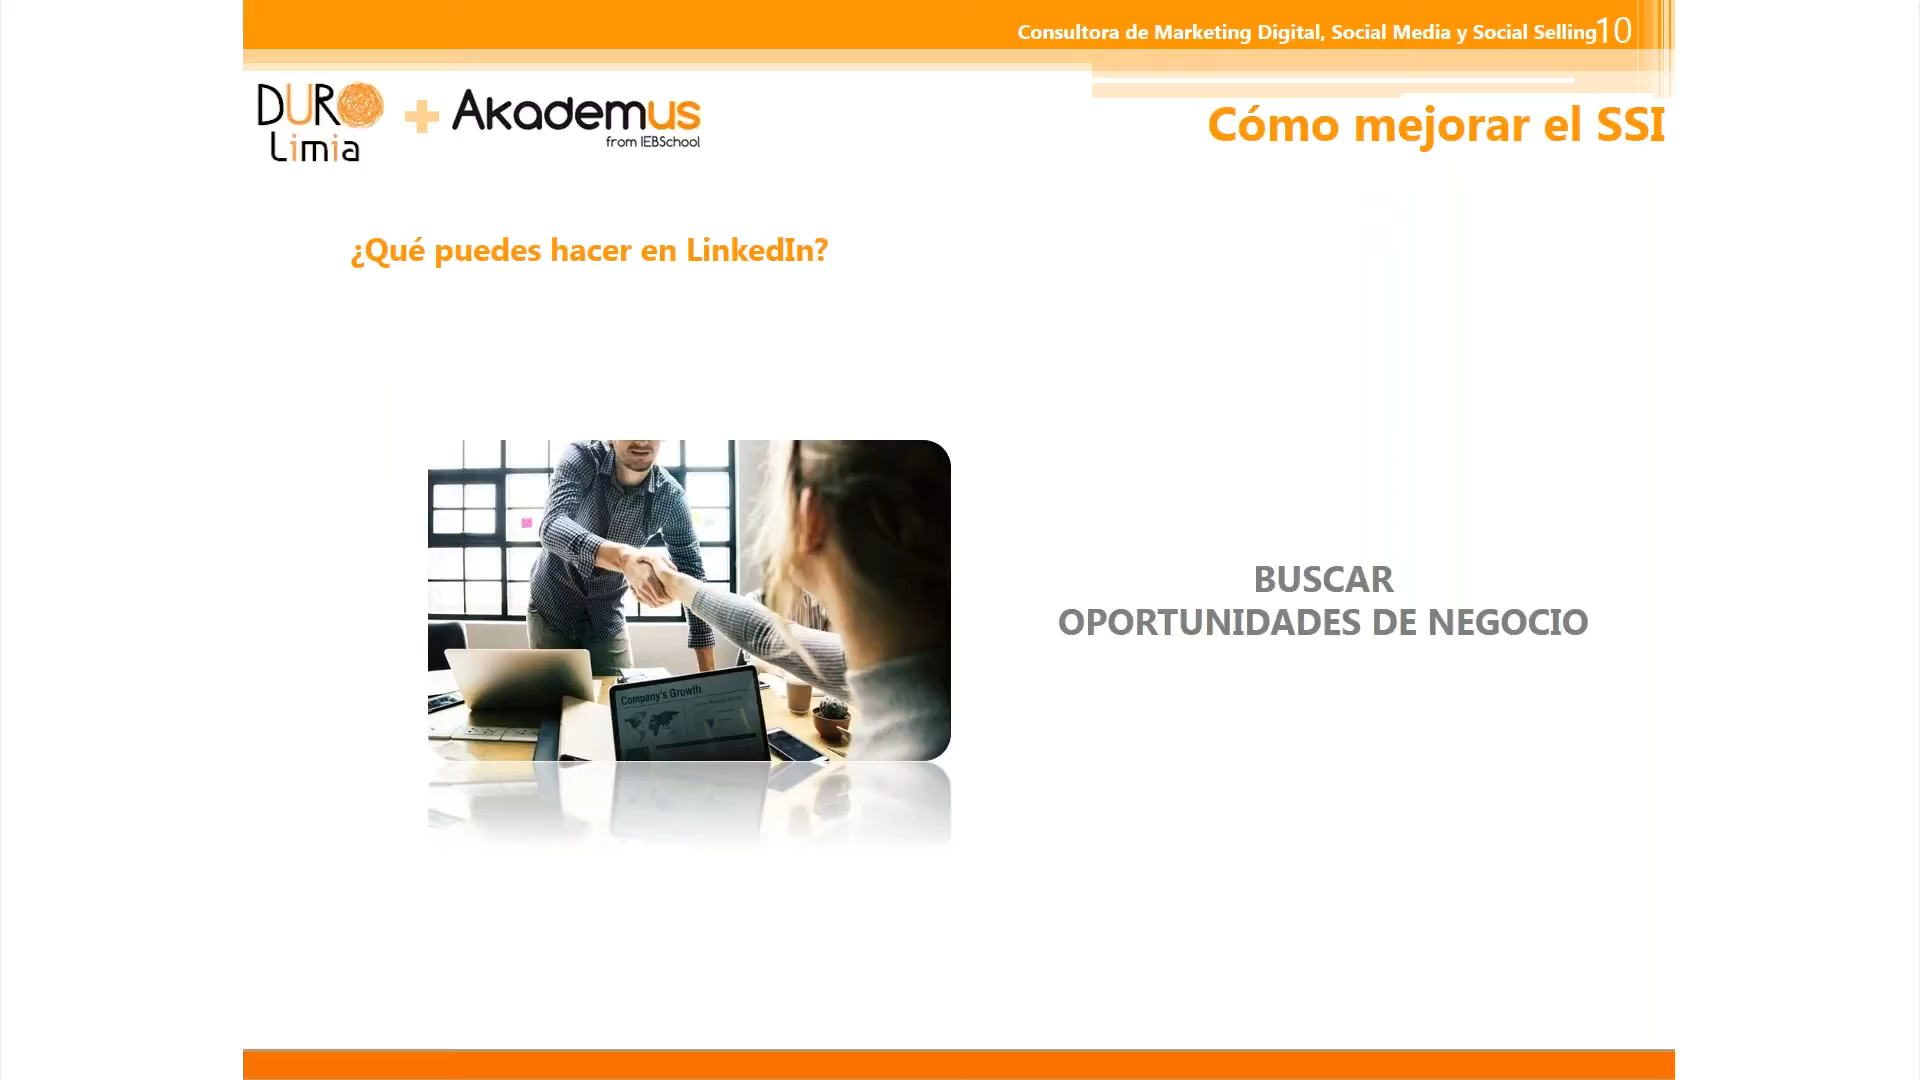 Consultora de Marketing Digital, Social Media y Social Selling 10
DURO
Limia
Akademus
from IEBSchool
Cómo mejorar el SSI
¿Qué puedes hacer en LinkedIn?
Company's Growth
BUSCAR
OPORTUNIDADES DE NEGOCIO